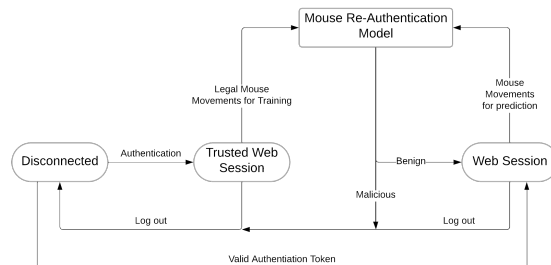 Mouse Re-Authentication
Model
Legal Mouse
Movements for Training
Mouse
Movements
for prediction
Disconnected
Authentication
Trusted Web
Session
Benign
Web Session
Malicious
Log out
Log out
Valid Authentiation Token